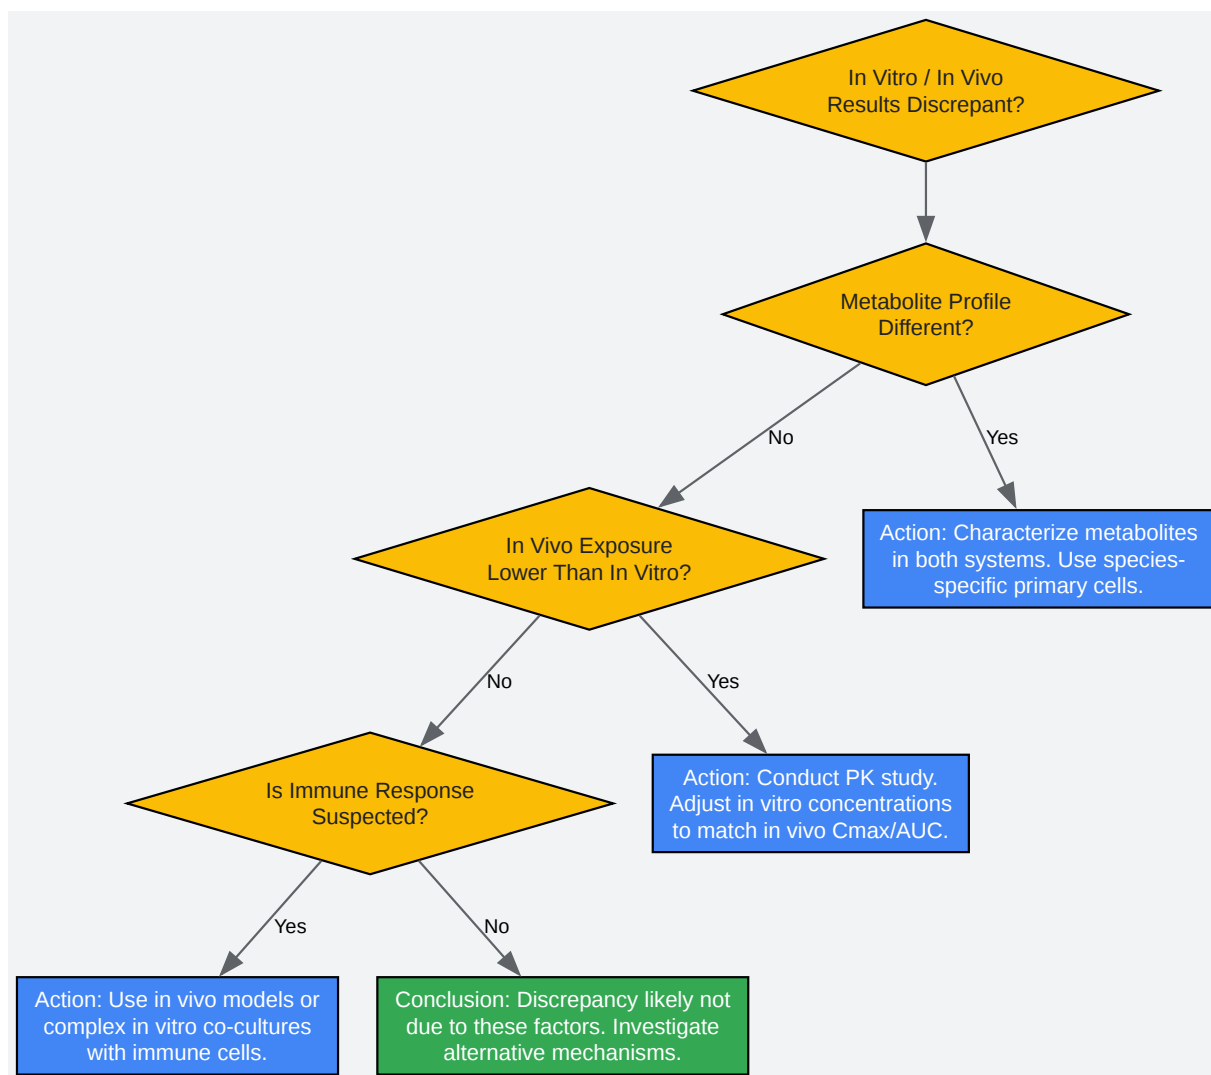 In Vitro / In Vivo
Results Discrepant?
Metabolite Profile
Different?
No
Yes
In Vivo Exposure
Lower Than In Vitro?
Action: Characterize metabolites
in both systems. Use species-
specific primary cells.
No
Yes
Is Immune Response
Suspected?
Action: Conduct PK study.
Adjust in vitro concentrations
to match in vivo Cmax/AUC.
Yes
No
Action: Use in vivo models or
complex in vitro co-cultures
with immune cells.
Conclusion: Discrepancy likely not
due to these factors. Investigate
alternative mechanisms.